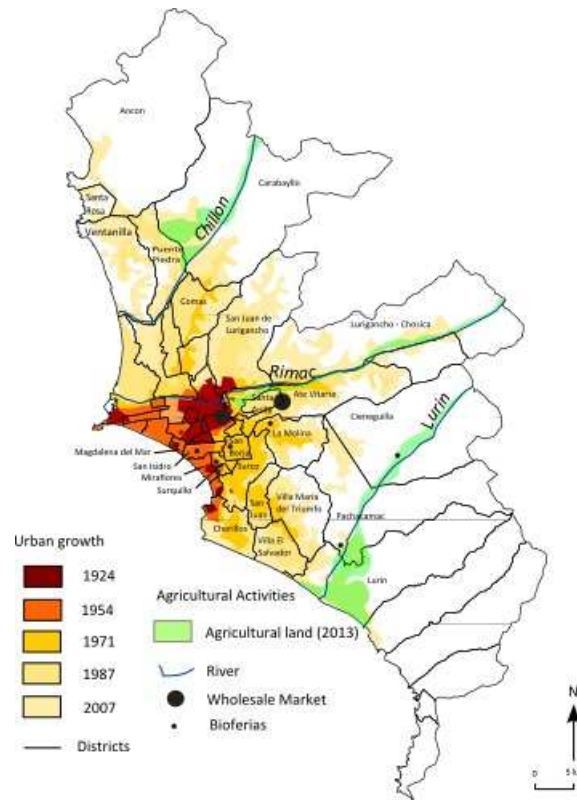 Ancon
Carabayllo
Santa
Rosa
Ventanilla
Chillon
Puente
Piedra
Comas
San Juan de
Lurigancho
Lurigancho - Chosica
Rimac
Santa
Anita
Ate Vitarte
Cieneguilla
Lurin
La Molina
Magdalena del Mar
San
Borja
San Isidro
Surco
Miraflores
Surquillo
Villa Maria
del Triunfo
San
Juan
Pachacamac
Chorillos
Villa El
Salvador
Lurin
Urban growth
1924
1954
1971
1987
2007
Districts
Agricultural Activities
Agricultural land (2013)
River
Wholesale Market
Bioferias
N
0